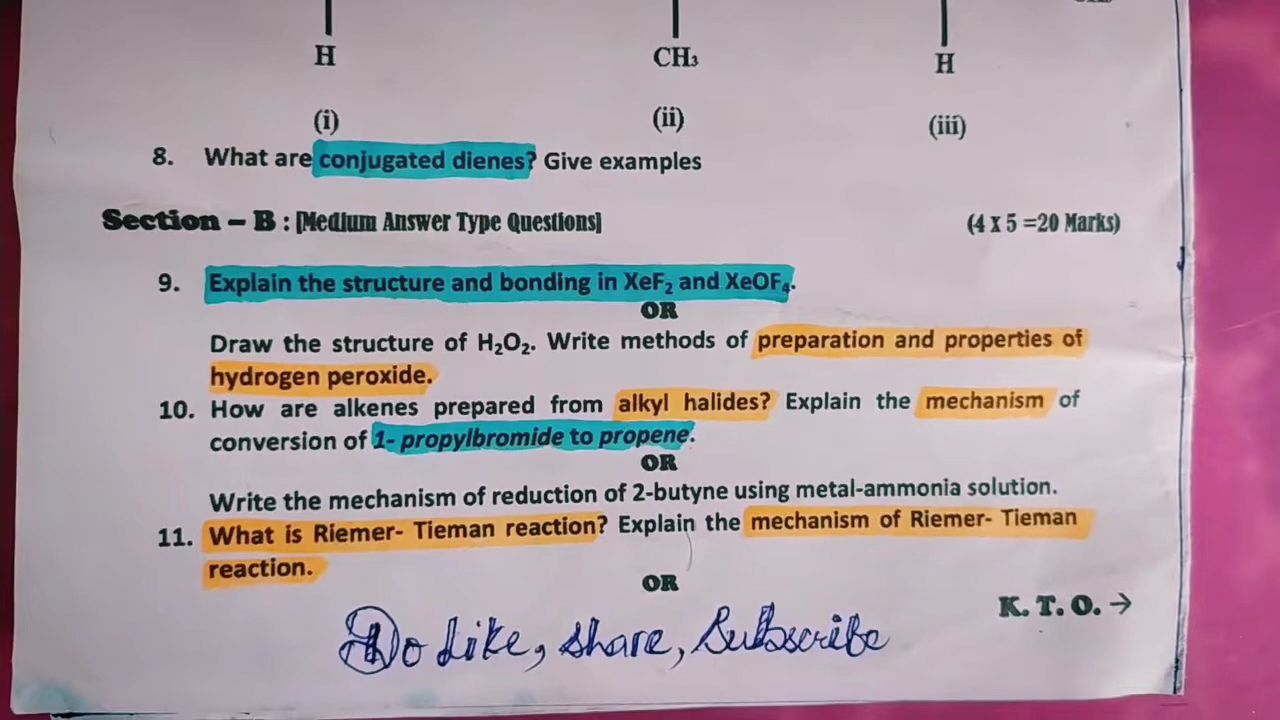 H CH₃ H
(i) (ii) (iii)
8. What are conjugated dienes? Give examples
Section – B : [Medium Answer Type Questions] (4 X 5 =20 Marks)
9. Explain the structure and bonding in XeF₂ and XeOF₄.
OR
Draw the structure of H₂O₂. Write methods of preparation and properties of
hydrogen peroxide.
10. How are alkenes prepared from alkyl halides? Explain the mechanism of
conversion of 1- propylbromide to propene.
OR
Write the mechanism of reduction of 2-butyne using metal-ammonia solution.
11. What is Riemer- Tieman reaction? Explain the mechanism of Riemer- Tieman
reaction.
OR
K. T. O. →
Do like, share, Subscribe